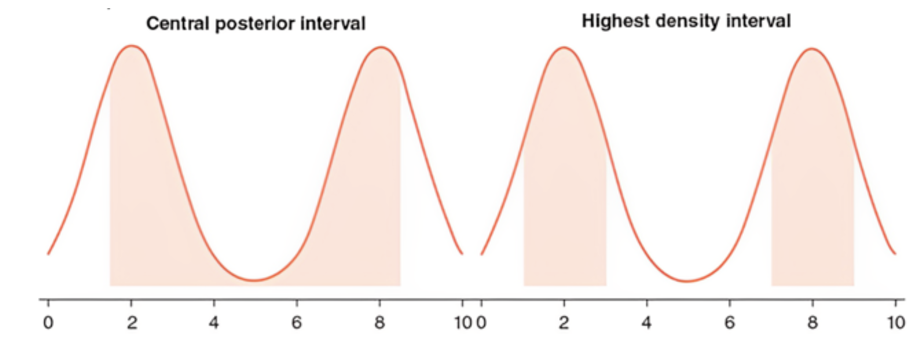 Central posterior interval
Highest density interval
0 2 4 6 8 10 0 2 4 6 8 10